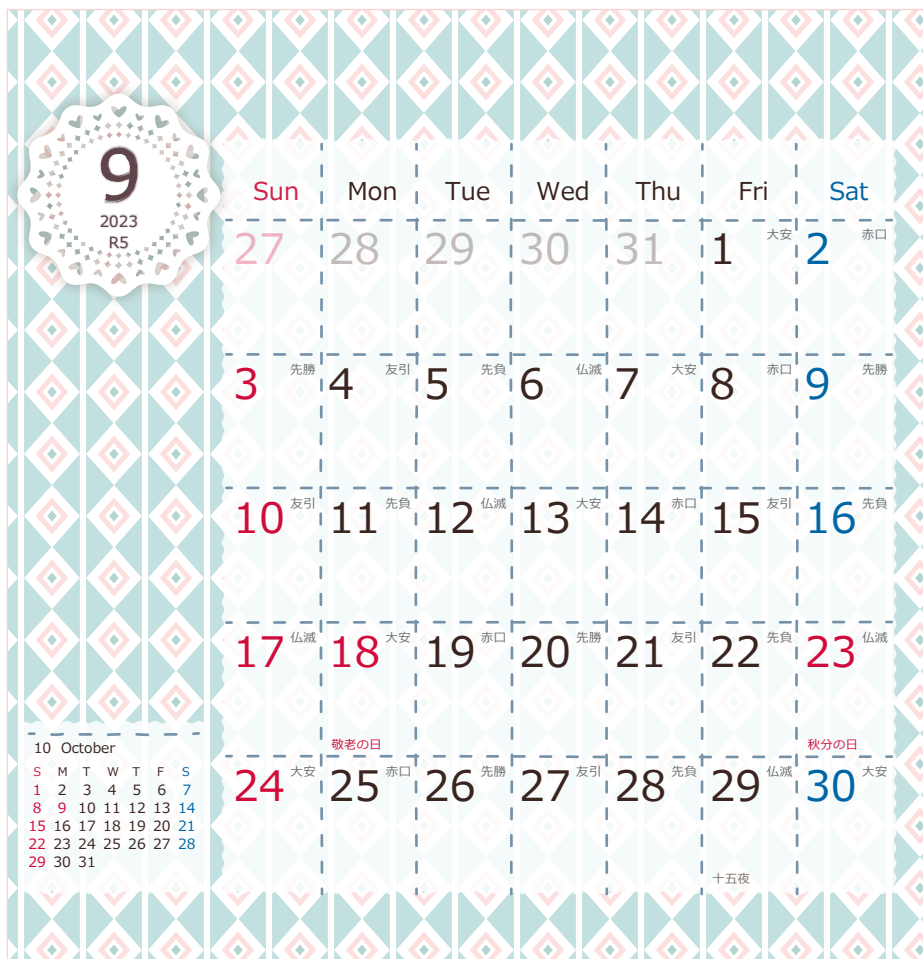 9
2023
R5
Sun Mon Tue Wed Thu Fri Sat
27 28 29 30 31 1 大安 2 赤口
3 先勝 4 友引 5 先負 6 仏滅 7 大安 8 赤口 9 先勝
10 友引 11 先負 12 仏滅 13 大安 14 赤口 15 友引 16 先負
17 仏滅 18 大安 19 赤口 20 先勝 21 友引 22 先負 23 仏滅
敬老の日 秋分の日
24 大安 25 赤口 26 先勝 27 友引 28 先負 29 仏滅 30 大安
十五夜
10 October
S M T W T F S
1 2 3 4 5 6 7
8 9 10 11 12 13 14
15 16 17 18 19 20 21
22 23 24 25 26 27 28
29 30 31